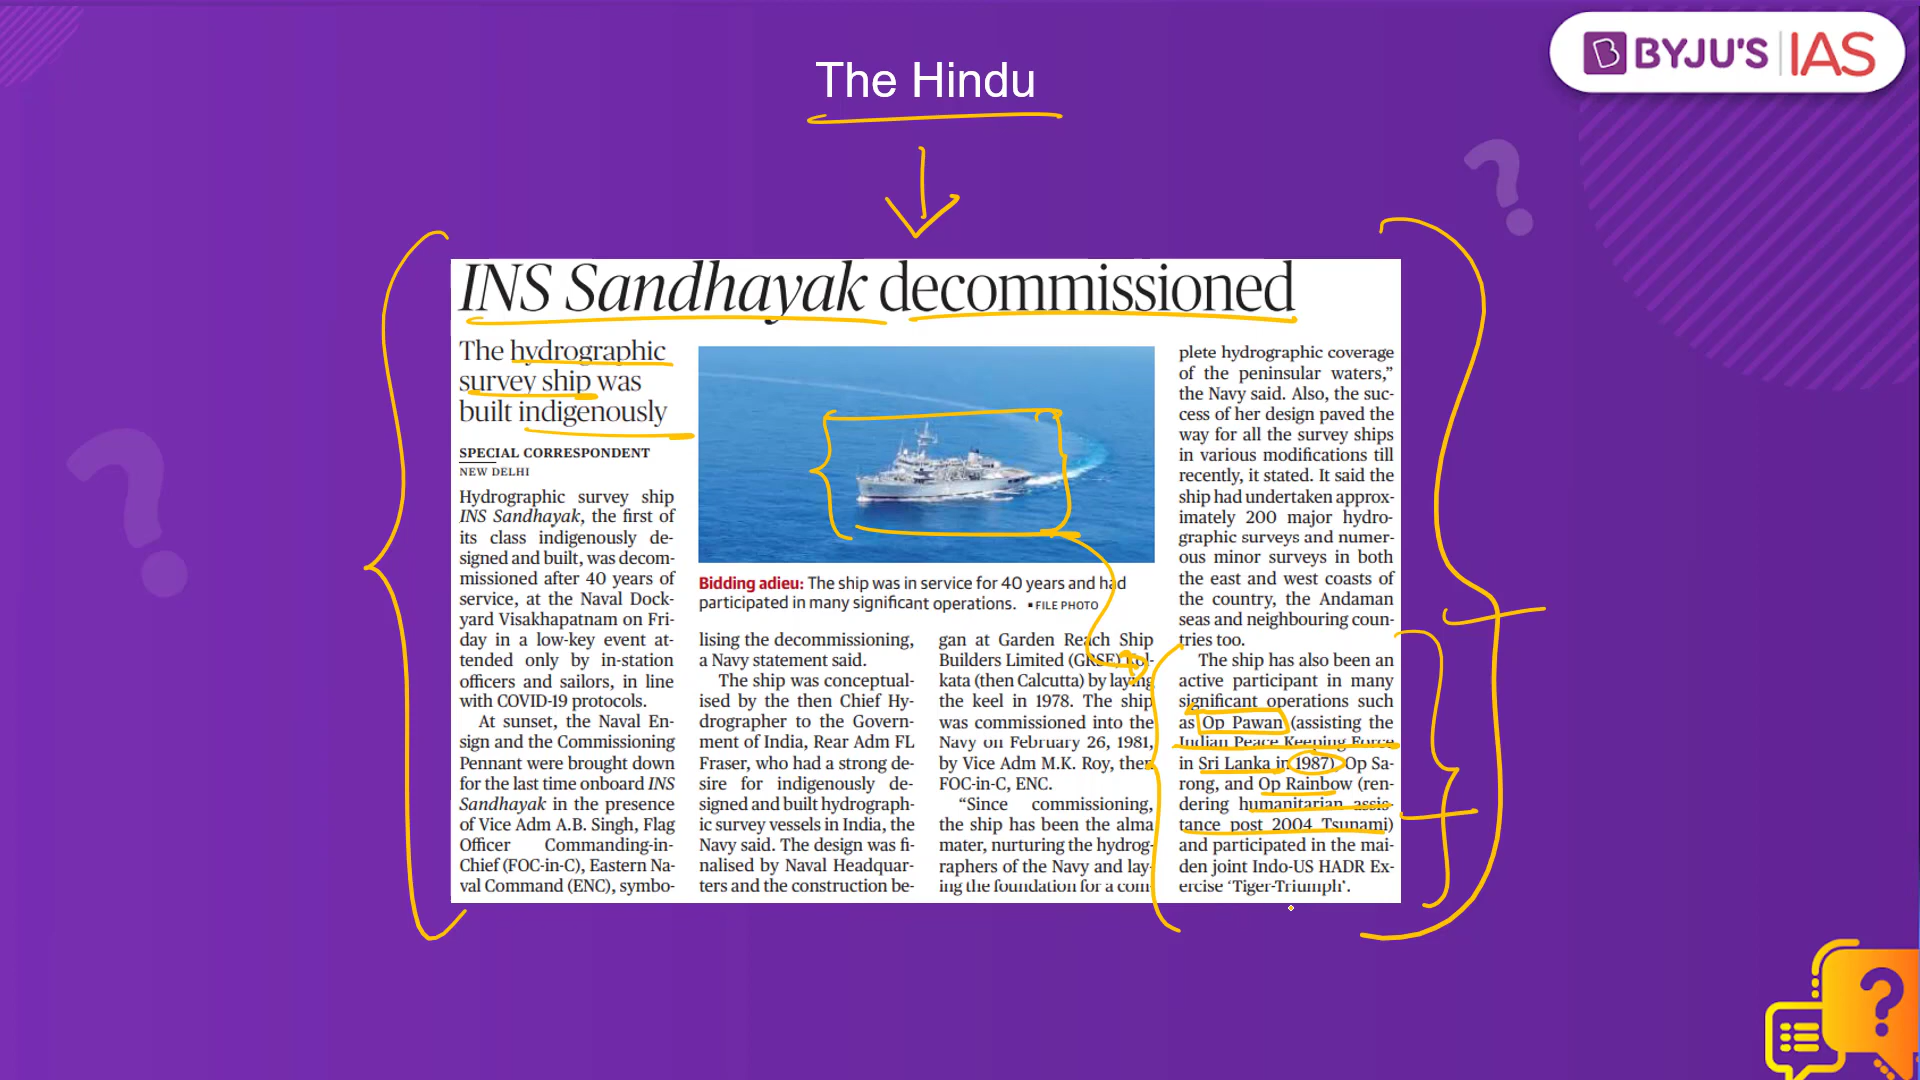 The Hindu
BYJU'S IAS
INS Sandhayak decommissioned
The hydrographic
survey ship was
built indigenously
SPECIAL CORRESPONDENT
NEW DELHI
Hydrographic survey ship
INS Sandhayak, the first of
its class indigenously de-
signed and built, was decom-
missioned after 40 years of
service, at the Naval Dock-
yard Visakhapatnam on Fri-
day in a low-key event at-
tended only by in-station
officers and sailors, in line
with COVID-19 protocols.
At sunset, the Naval En-
sign and the Commissioning
Pennant were brought down
for the last time onboard INS
Sandhayak in the presence
of Vice Adm A.B. Singh, Flag
Officer Commanding-in-
Chief (FOC-in-C), Eastern Na-
val Command (ENC), symbo-
Bidding adieu: The ship was in service for 40 years and had
participated in many significant operations. ▪ FILE PHOTO
lising the decommissioning,
a Navy statement said.
The ship was conceptual-
ised by the then Chief Hy-
drographer to the Govern-
ment of India, Rear Adm FL
Fraser, who had a strong de-
sire for indigenously de-
signed and built hydrograph-
ic survey vessels in India, the
Navy said. The design was fi-
nalised by Naval Headquar-
ters and the construction be-
gan at Garden Reach Ship
Builders Limited (GRSE) Kol-
kata (then Calcutta) by laying
the keel in 1978. The ship
was commissioned into the
Navy on February 26, 1981,
by Vice Adm M.K. Roy, then
FOC-in-C, ENC.
“Since commissioning,
the ship has been the alma
mater, nurturing the hydrog-
raphers of the Navy and lay-
ing the foundation for a com-
plete hydrographic coverage
of the peninsular waters,”
the Navy said. Also, the suc-
cess of her design paved the
way for all the survey ships
in various modifications till
recently, it stated. It said the
ship had undertaken approx-
imately 200 major hydro-
graphic surveys and numer-
ous minor surveys in both
the east and west coasts of
the country, the Andaman
seas and neighbouring coun-
tries too.
The ship has also been an
active participant in many
significant operations such
as Op Pawan (assisting the
Indian Peace Keeping Force
in Sri Lanka in 1987), Op Sa-
rong, and Op Rainbow (ren-
dering humanitarian assis-
tance post 2004 Tsunami)
and participated in the mai-
den joint Indo-US HADR Ex-
ercise ‘Tiger-Triumph’.